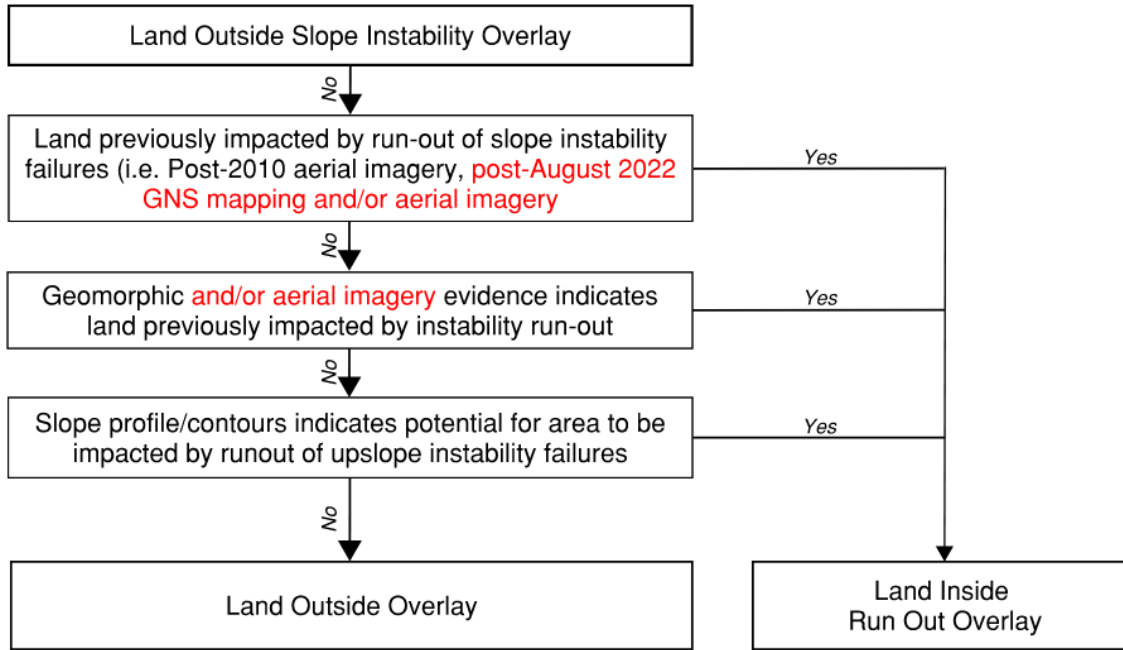 Land Outside Slope Instability Overlay
No
Land previously impacted by run-out of slope instability
failures (i.e. Post-2010 aerial imagery, post-August 2022
GNS mapping and/or aerial imagery
Yes
No
Geomorphic and/or aerial imagery evidence indicates
land previously impacted by instability run-out
Yes
No
Slope profile/contours indicates potential for area to be
impacted by runout of upslope instability failures
Yes
No
Land Outside Overlay
Land Inside
Run Out Overlay